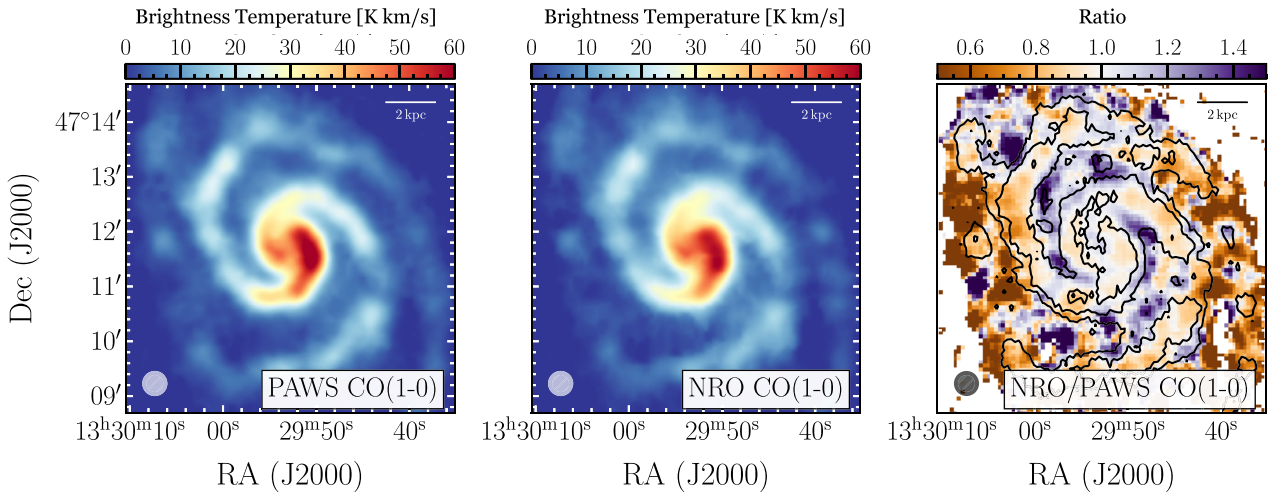 Brightness Temperature [K km/s]
0 10 20 30 40 50 60
47°14′
13′
12′
11′
10′
09′
Dec (J2000)
2 kpc
PAWS CO(1-0)
13ʰ30ᵐ10ˢ 00ˢ 29ᵐ50ˢ 40ˢ
RA (J2000)
Brightness Temperature [K km/s]
0 10 20 30 40 50 60
2 kpc
NRO CO(1-0)
13ʰ30ᵐ10ˢ 00ˢ 29ᵐ50ˢ 40ˢ
RA (J2000)
Ratio
0.6 0.8 1.0 1.2 1.4
2 kpc
NRO/PAWS CO(1-0)
13ʰ30ᵐ10ˢ 00ˢ 29ᵐ50ˢ 40ˢ
RA (J2000)